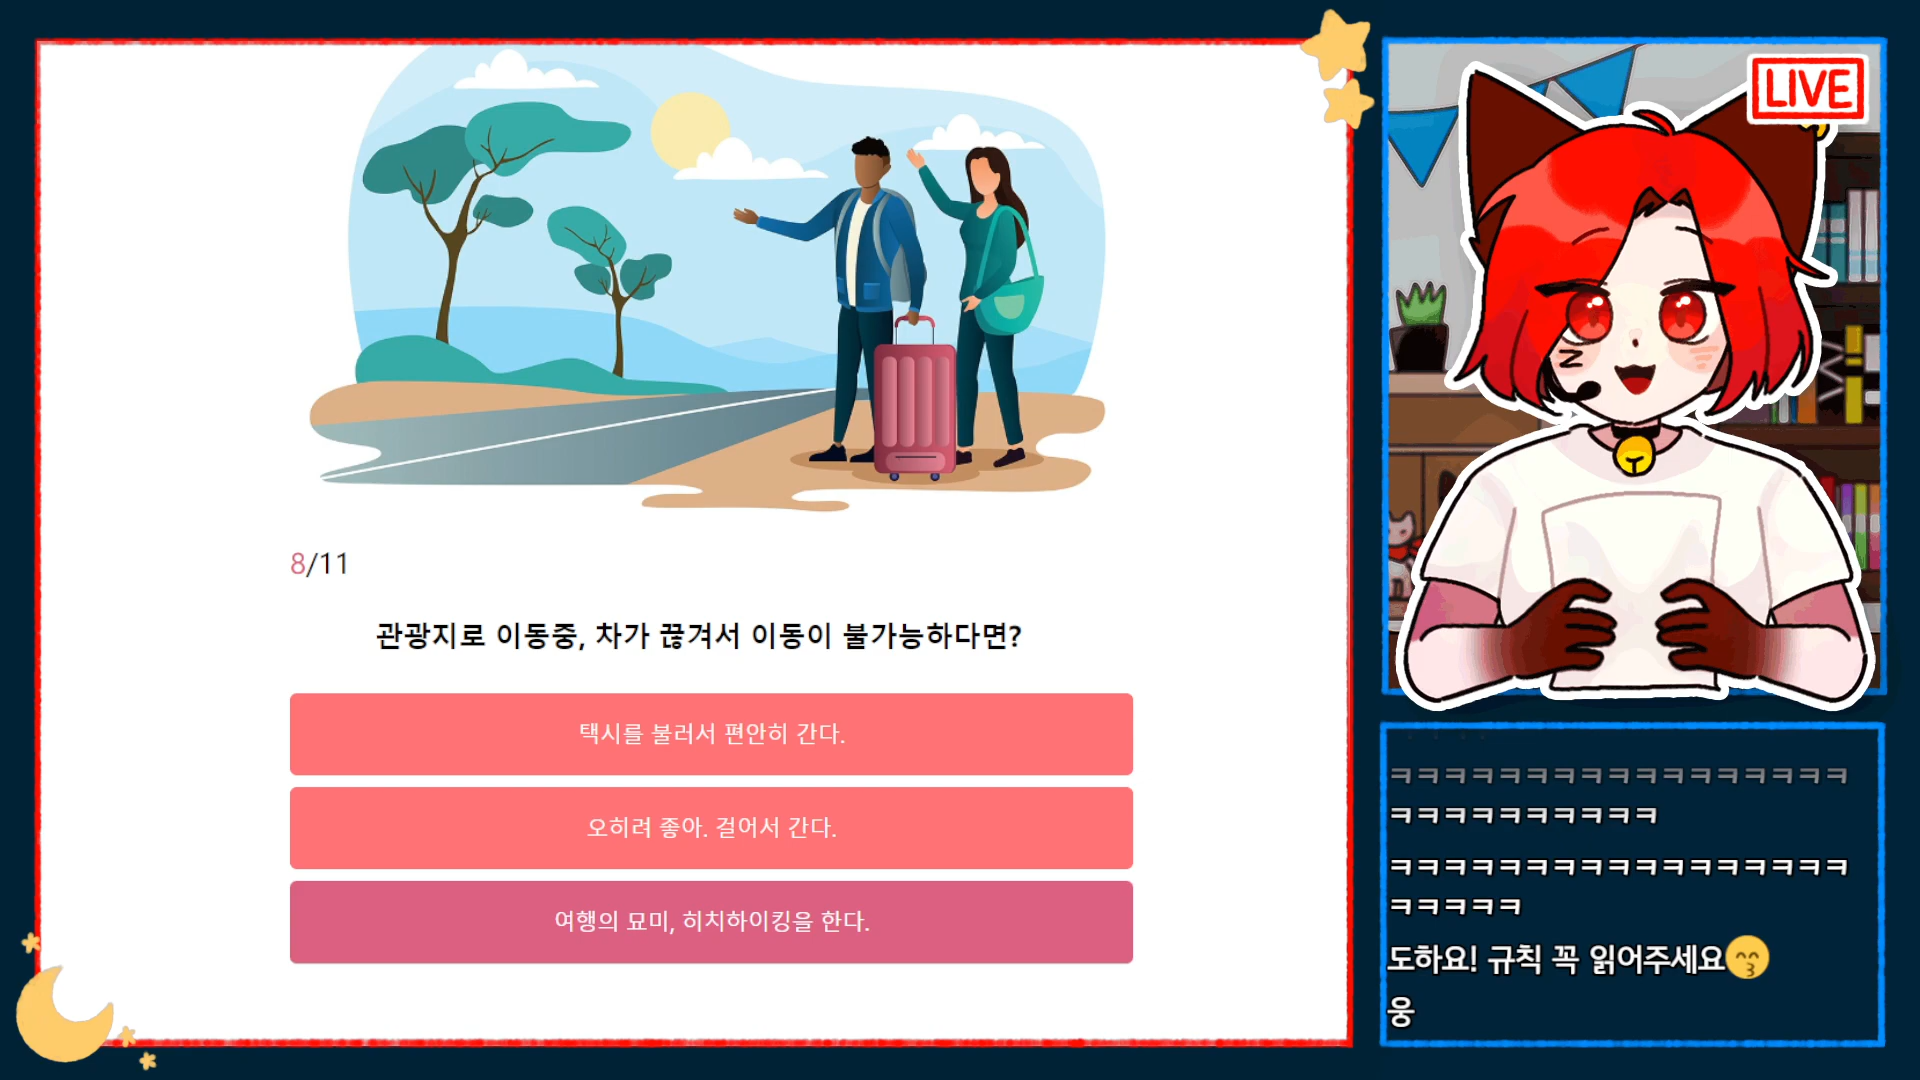 LIVE
8/11
관광지로 이동중, 차가 끊겨서 이동이 불가능하다면?
택시를 불러서 편안히 간다.
오히려 좋아. 걸어서 간다.
여행의 묘미, 히치하이킹을 한다.
ㅋㅋㅋㅋㅋㅋㅋㅋㅋㅋㅋㅋㅋㅋㅋㅋㅋ
ㅋㅋㅋㅋㅋㅋㅋㅋㅋㅋ
ㅋㅋㅋㅋㅋㅋㅋㅋㅋㅋㅋㅋㅋㅋㅋㅋㅋ
ㅋㅋㅋㅋㅋ
도하요! 규칙 꼭 읽어주세요😙
웅